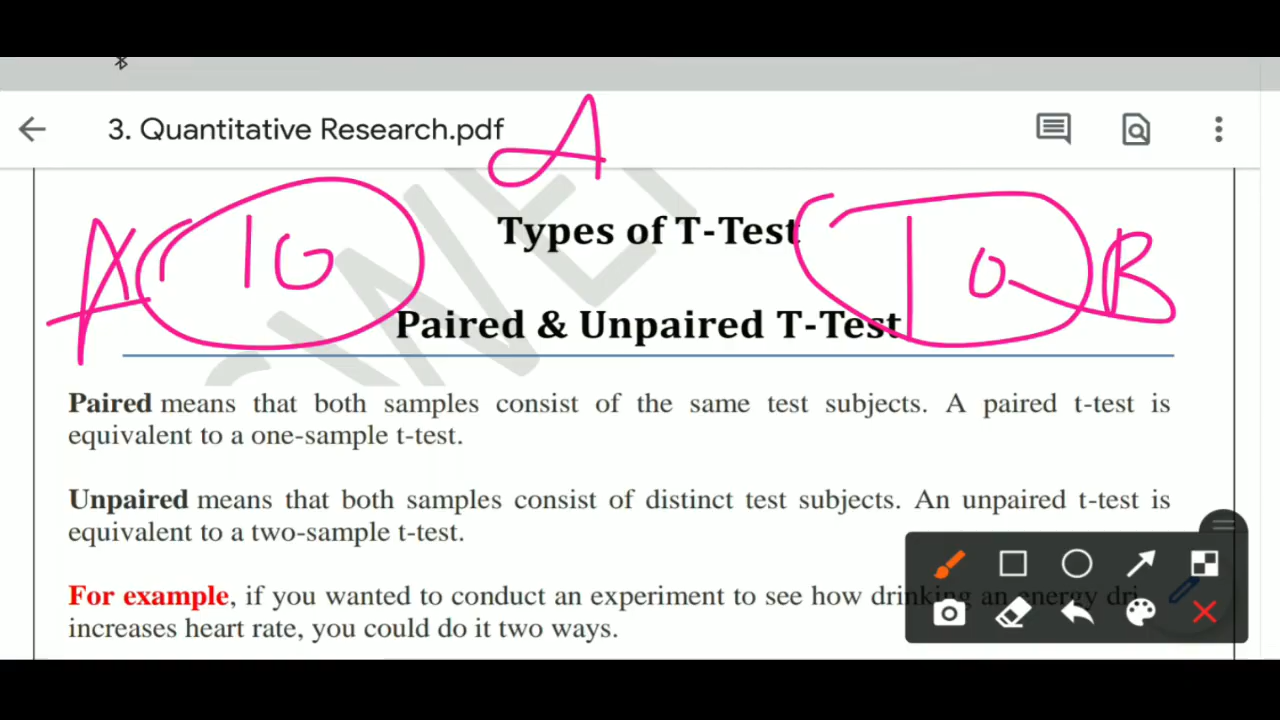 3. Quantitative Research.pdf
A
Types of T-Test
A 10 10 B
Paired & Unpaired T-Test
Paired means that both samples consist of the same test subjects. A paired t-test is
equivalent to a one-sample t-test.
Unpaired means that both samples consist of distinct test subjects. An unpaired t-test is
equivalent to a two-sample t-test.
For example, if you wanted to conduct an experiment to see how drinking an energy dri
increases heart rate, you could do it two ways.